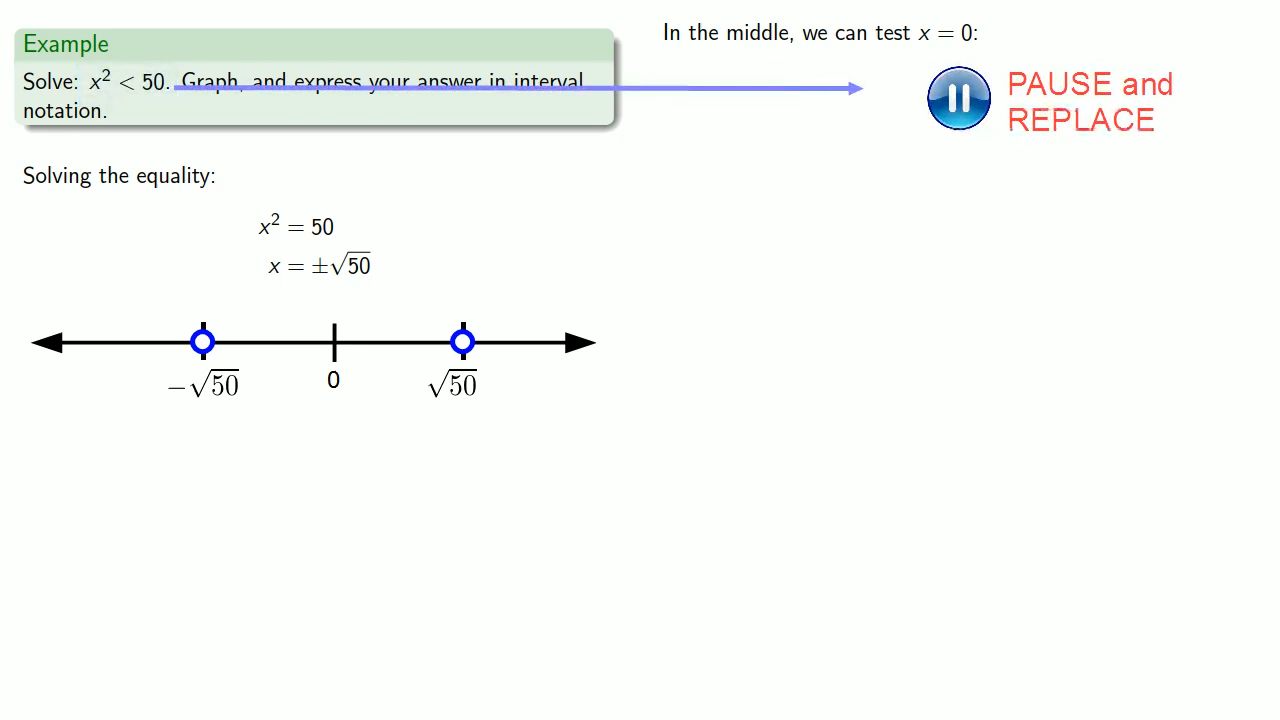 Example
Solve: x² < 50. Graph, and express your answer in interval
notation.
Solving the equality:
x² = 50
x = ±√50
−√50 0 √50
In the middle, we can test x = 0:
PAUSE and
REPLACE